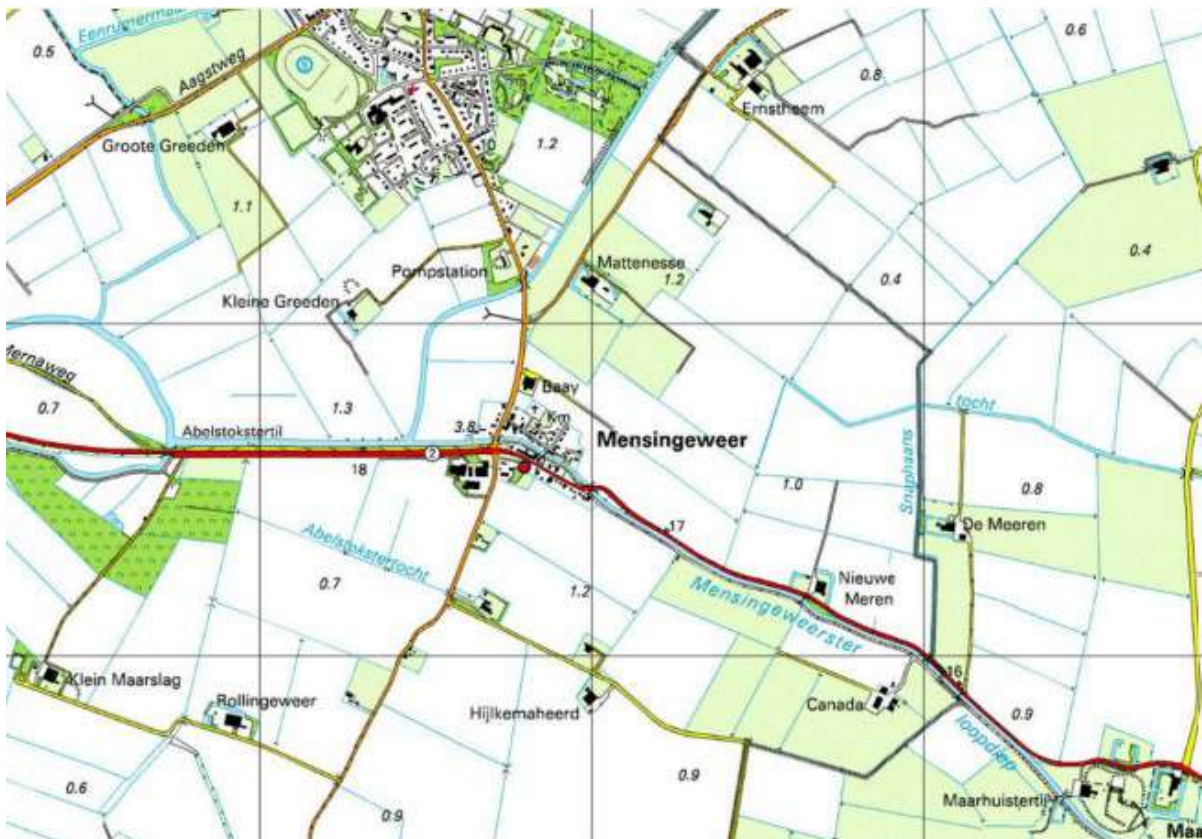 Eenrumermaar
0.5
Aagstweg
0.6
0.8
Ernstheem
Groote Greeden
10
1.2
1.1
0.4
Pompstation
Mattenesse
1.2
Kleine Greeden
0.4
Mernaweg
0.7
1.3
Baay
Km
tocht
Abelstokstertil
3.8
Mensingeweer
18
2
Snaphaans
1.0
0.8
17
De Meeren
Abelstokstertocht
0.7
1.2
Nieuwe
Meren
Mensingeweerster
Klein Maarslag
16
Rollingeweer
Hijlkemaheerd
Canada
0.9
loopdiep
0.6
0.9
0.9
Maarhuistertil